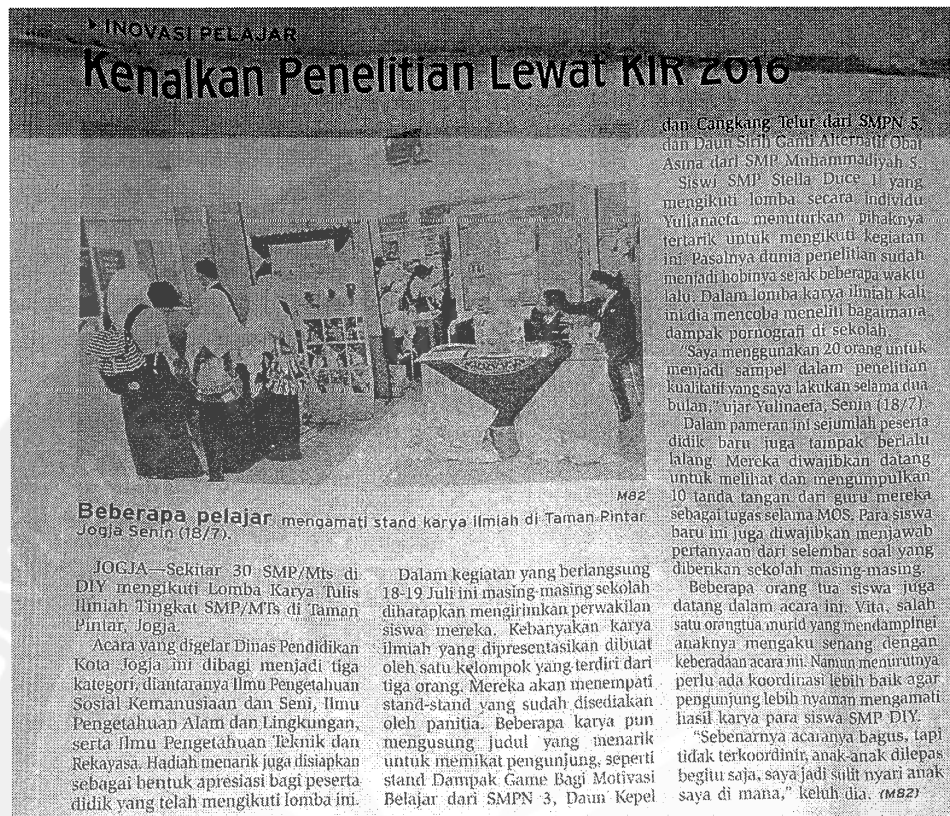 INOVASI PELAJAR
Kenalkan Penelitian Lewat KIR 2016
M82
Beberapa pelajar mengamati stand karya ilmiah di Taman Pintar
Jogja Senin (18/7).
JOGJA—Sekitar 30 SMP/Mts di
DIY mengikuti Lomba Karya Tulis
Ilmiah Tingkat SMP/MTs di Taman
Pintar, Jogja.
Acara yang digelar Dinas Pendidikan
Kota Jogja ini dibagi menjadi tiga
kategori, diantaranya Ilmu Pengetahuan
Sosial Kemanusiaan dan Seni, Ilmu
Pengetahuan Alam dan Lingkungan,
serta Ilmu Pengetahuan Teknik dan
Rekayasa. Hadiah menarik juga disiapkan
sebagai bentuk apresiasi bagi peserta
didik yang telah mengikuti lomba ini.
Dalam kegiatan yang berlangsung
18-19 Juli ini masing-masing sekolah
diharapkan mengirimkan perwakilan
siswa mereka. Kebanyakan karya
ilmiah yang dipresentasikan dibuat
oleh satu kelompok yang terdiri dari
tiga orang. Mereka akan menempati
stand-stand yang sudah disediakan
oleh panitia. Beberapa karya pun
mengusung judul yang menarik
untuk memikat pengunjung, seperti
stand Dampak Game Bagi Motivasi
Belajar dari SMPN 3, Daun Kepel
dan Cangkang Telur dari SMPN 5,
dan Daun Sirih Ganti Alternatif Obat
Asma dari SMP Muhammadiyah
Siswi SMP Stella Duce 1 yang
mengikuti lomba secara individu
Yulianaefa menuturkan pihaknya
tertarik untuk mengikuti kegiatan
ini. Pasalnya dunia penelitian sudah
menjadi hobinya sejak beberapa waktu
lalu. Dalam lomba karya ilmiah kali
ini dia mencoba meneliti bagaimana
dampak pornografi di sekolah.
"Saya menggunakan 20 orang untuk
menjadi sampel dalam penelitian
kualitatif yang saya lakukan selama dua
bulan," ujar Yulinaefa, Senin (18/7).
Dalam pameran ini sejumlah peserta
didik baru juga tampak berlalu
lalang. Mereka diwajibkan datang
untuk melihat dan mengumpulkan
10 tanda tangan dari guru mereka
sebagai tugas selama MOS. Para siswa
baru ini juga diwajibkan menjawab
pertanyaan dari selembar soal yang
diberikan sekolah masing-masing.
Beberapa orang tua siswa juga
datang dalam acara ini. Vita, salah
satu orangtua murid yang mendampingi
anaknya mengaku senang dengan
keberadaan acara ini. Namun menurutnya
perlu ada koordinasi lebih baik agar
pengunjung lebih nyaman mengamati
hasil karya para siswa SMP DIY.
"Sebenarnya acaranya bagus, tapi
tidak terkoordinir, anak-anak dilepas
begitu saja, saya jadi sulit nyari anak
saya di mana," keluh dia. (M82)